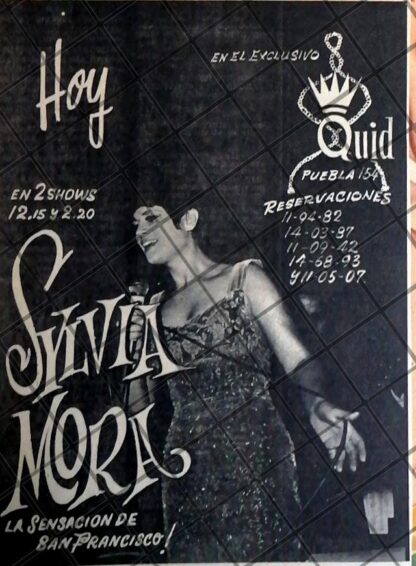 Hoy
EN EL EXCLUSIVO
Quid
PUEBLA 154
RESERVACIONES
11-94-82
14-03-87
11-09-42
14-68-93
Y 11-05-07.
EN 2 SHOWS
12.15 Y 2.20
SYLVIA
MORA
LA SENSACION DE
SAN FRANCISCO!